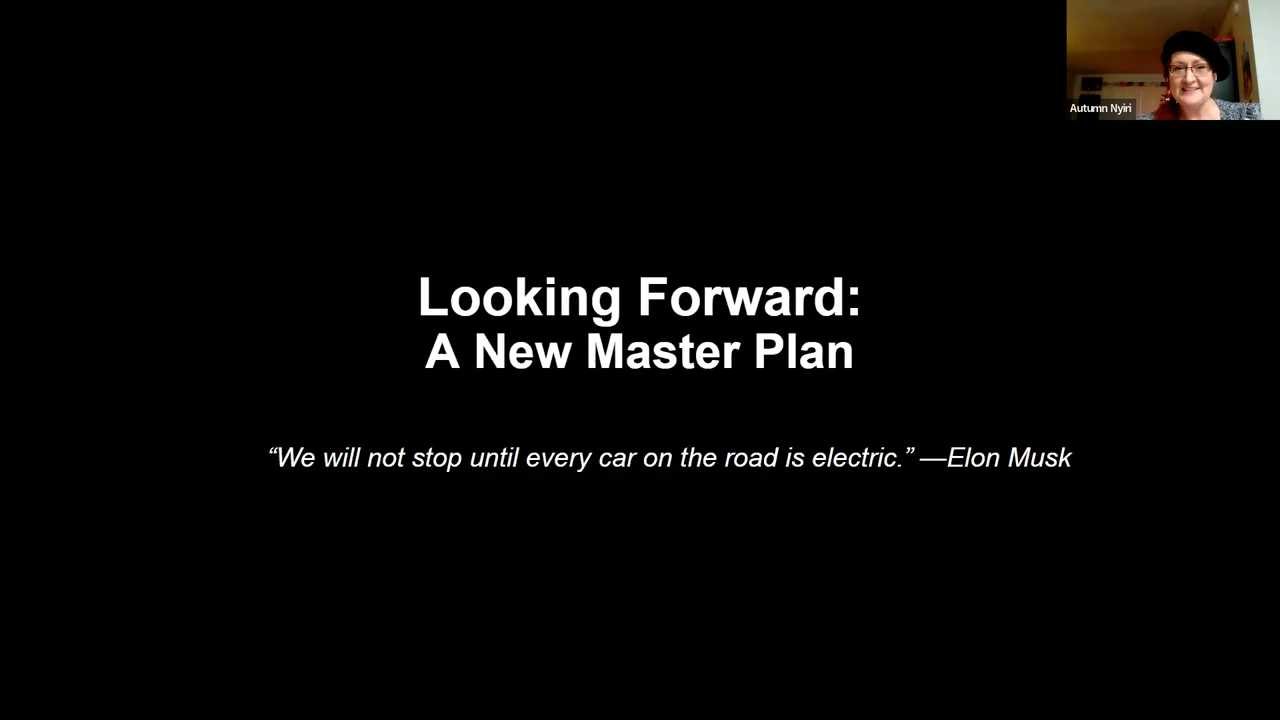 Autumn Nyiri
Looking Forward:
A New Master Plan
“We will not stop until every car on the road is electric.” —Elon Musk